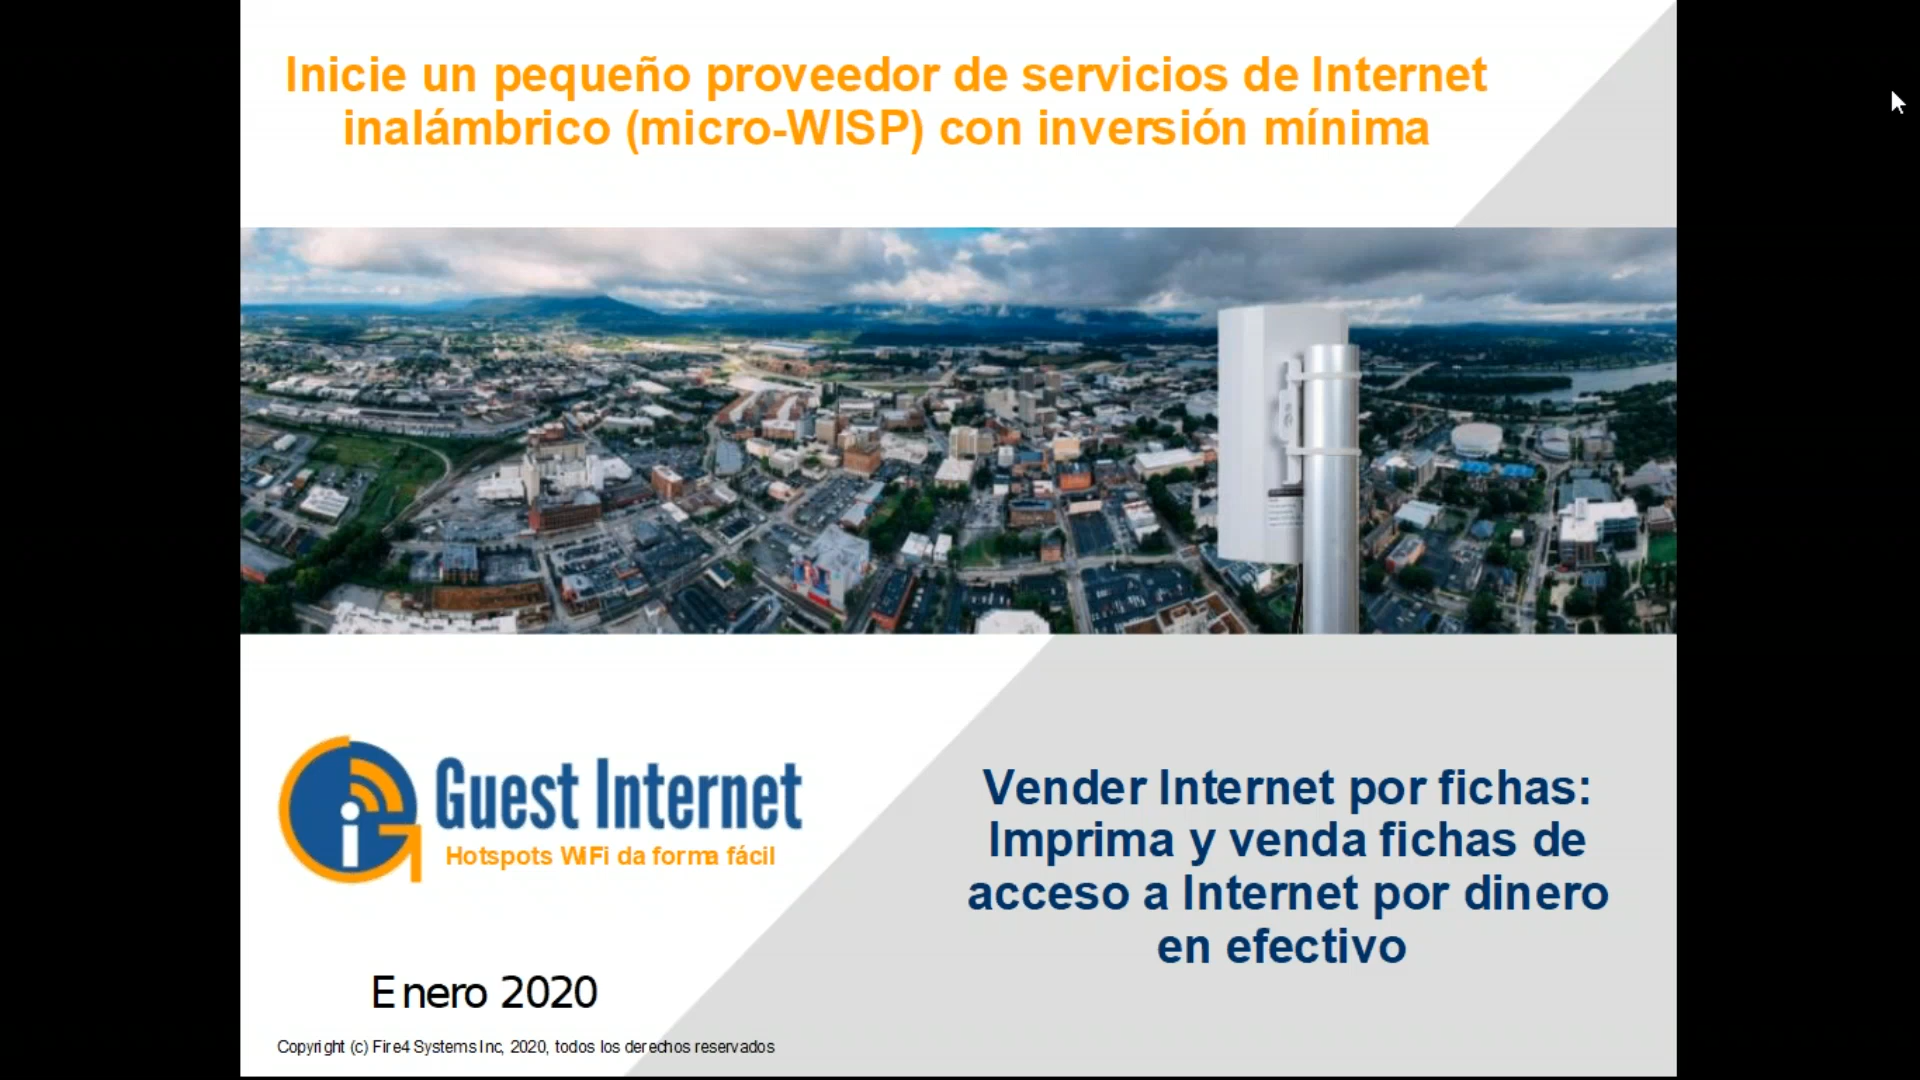 Inicie un pequeño proveedor de servicios de Internet
inalámbrico (micro-WISP) con inversión mínima
Guest Internet
Hotspots WiFi da forma fácil
Vender Internet por fichas:
Imprima y venda fichas de
acceso a Internet por dinero
en efectivo
Enero 2020
Copyright (c) Fire4 Systems Inc, 2020, todos los derechos reservados